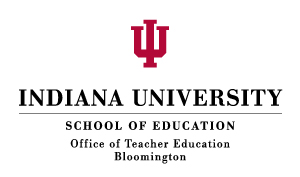 INDIANA UNIVERSITY
SCHOOL OF EDUCATION
Office of Teacher Education
Bloomington